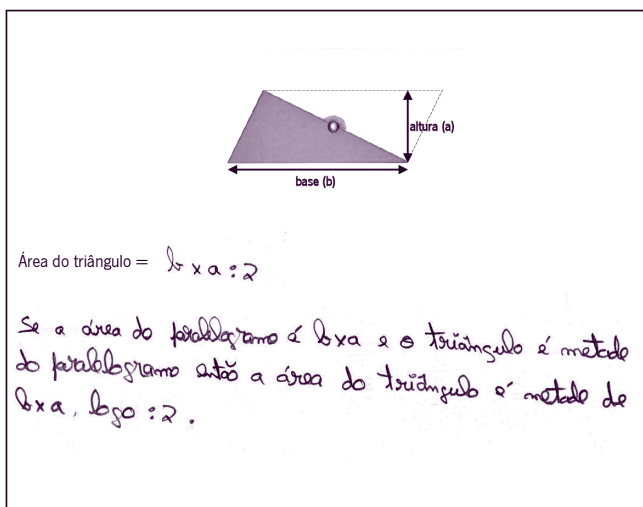 altura (a)
base (b)
Área do triângulo = b x a : 2
Se a área do paralelogramo é bxa e o triângulo é metade
do paralelogramo então a área do triângulo é metade de
bxa, logo :2.